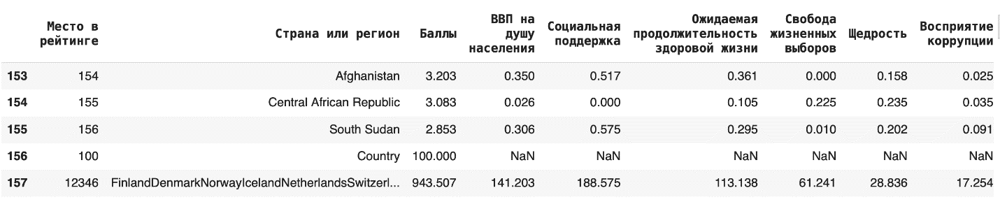 Место в рейтинге Страна или регион Баллы ВВП на душу населения Социальная поддержка Ожидаемая продолжительность здоровой жизни Свобода жизненных выборов Щедрость Восприятие коррупции
153 154 Afghanistan 3.203 0.350 0.517 0.361 0.000 0.158 0.025
154 155 Central African Republic 3.083 0.026 0.000 0.105 0.225 0.235 0.035
155 156 South Sudan 2.853 0.306 0.575 0.295 0.010 0.202 0.091
156 100 Country 100.000 NaN NaN NaN NaN NaN NaN
157 12346 FinlandDenmarkNorwayIcelandNetherlandsSwitzerl... 943.507 141.203 188.575 113.138 61.241 28.836 17.254